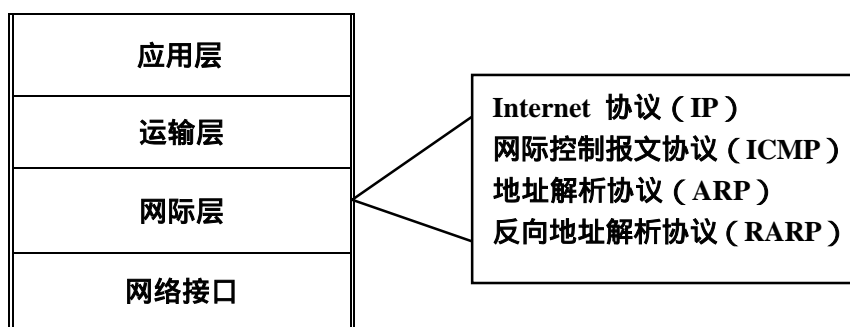 应用层
运输层
网际层
网络接口
Internet 协议（IP）
网际控制报文协议（ICMP）
地址解析协议（ARP）
反向地址解析协议（RARP）